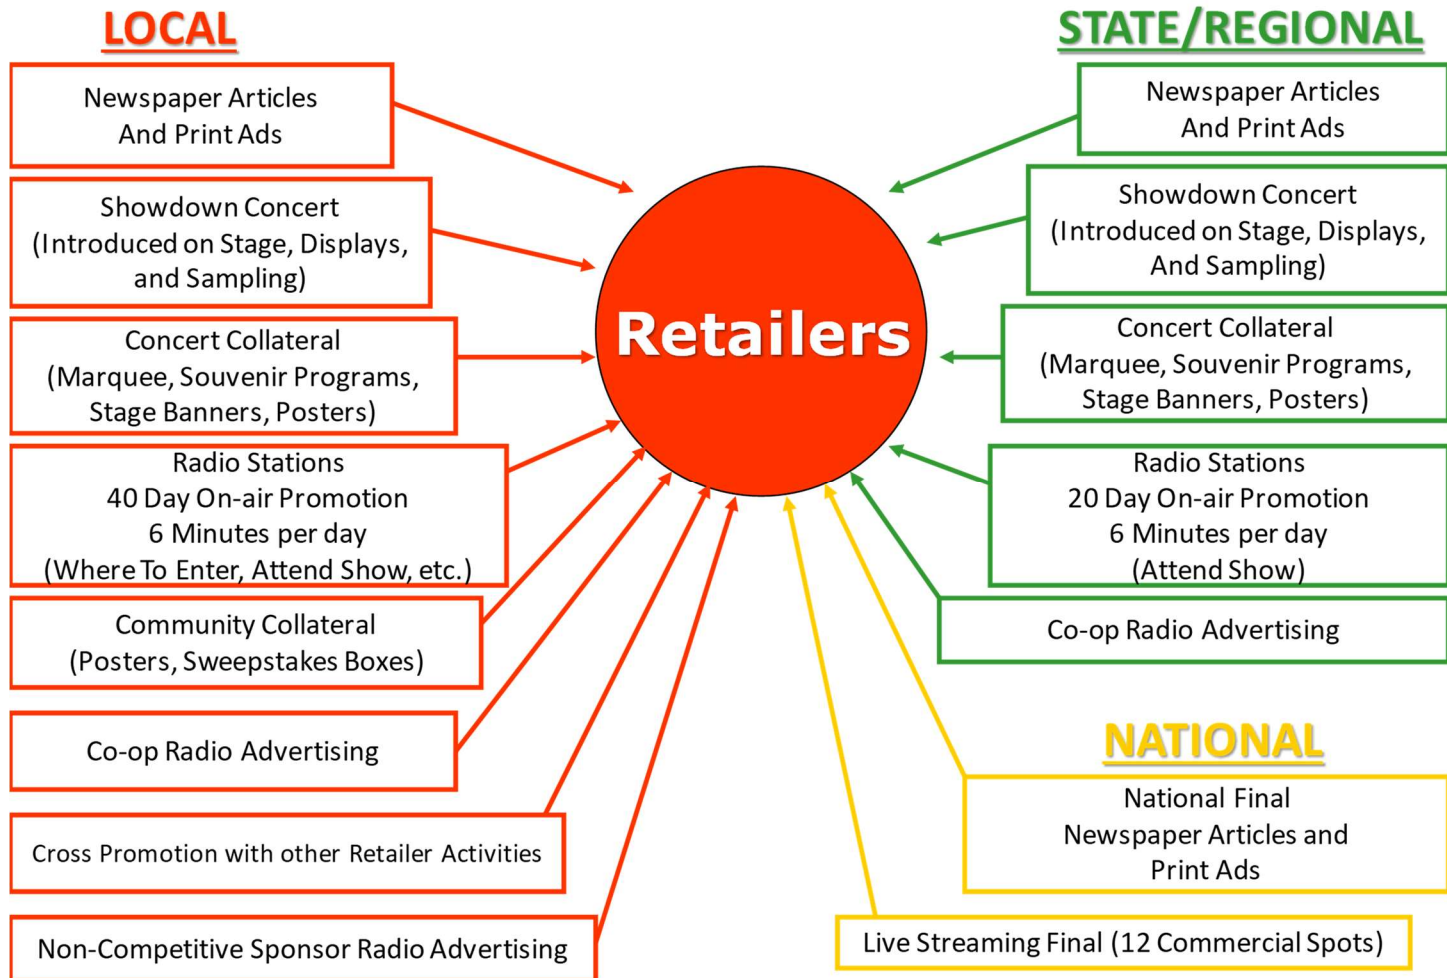 LOCAL
Newspaper Articles
And Print Ads
Showdown Concert
(Introduced on Stage, Displays,
and Sampling)
Concert Collateral
(Marquee, Souvenir Programs,
Stage Banners, Posters)
Radio Stations
40 Day On-air Promotion
6 Minutes per day
(Where To Enter, Attend Show, etc.)
Community Collateral
(Posters, Sweepstakes Boxes)
Co-op Radio Advertising
Cross Promotion with other Retailer Activities
Non-Competitive Sponsor Radio Advertising
Retailers
STATE/REGIONAL
Newspaper Articles
And Print Ads
Showdown Concert
(Introduced on Stage, Displays,
And Sampling)
Concert Collateral
(Marquee, Souvenir Programs,
Stage Banners, Posters)
Radio Stations
20 Day On-air Promotion
6 Minutes per day
(Attend Show)
Co-op Radio Advertising
NATIONAL
National Final
Newspaper Articles and
Print Ads
Live Streaming Final (12 Commercial Spots)